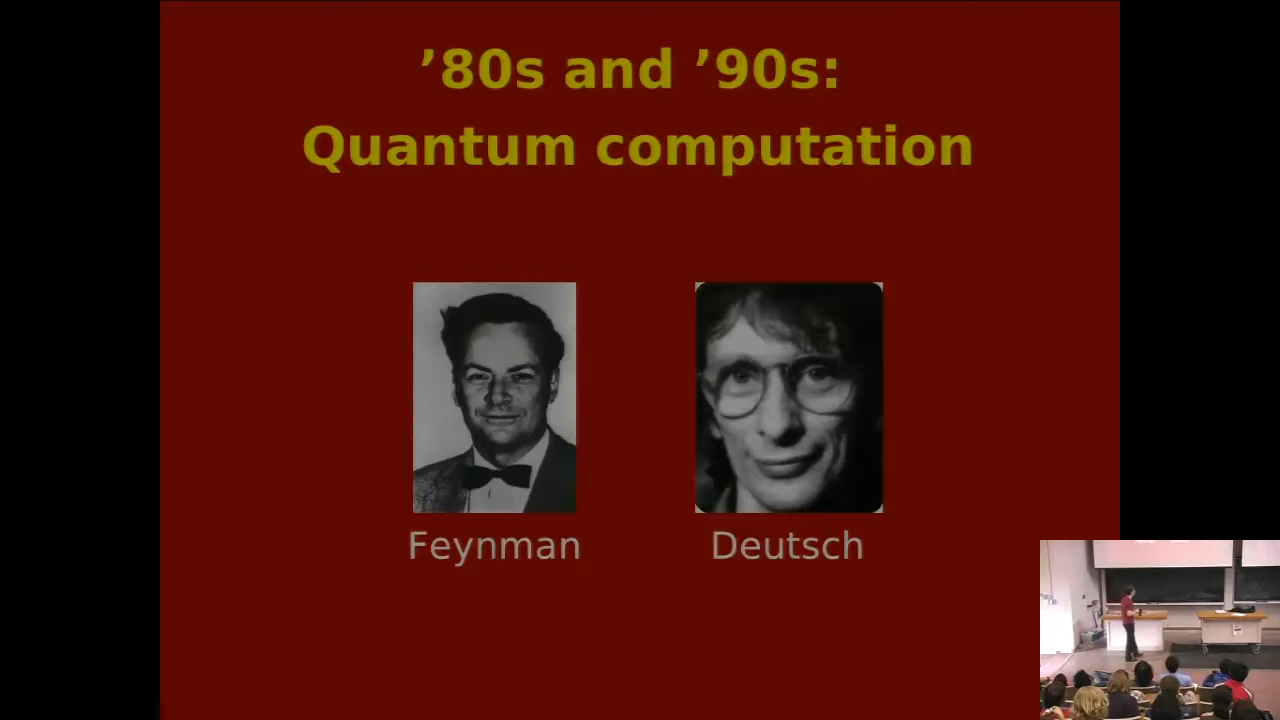 ’80s and ’90s:
Quantum computation
Feynman
Deutsch